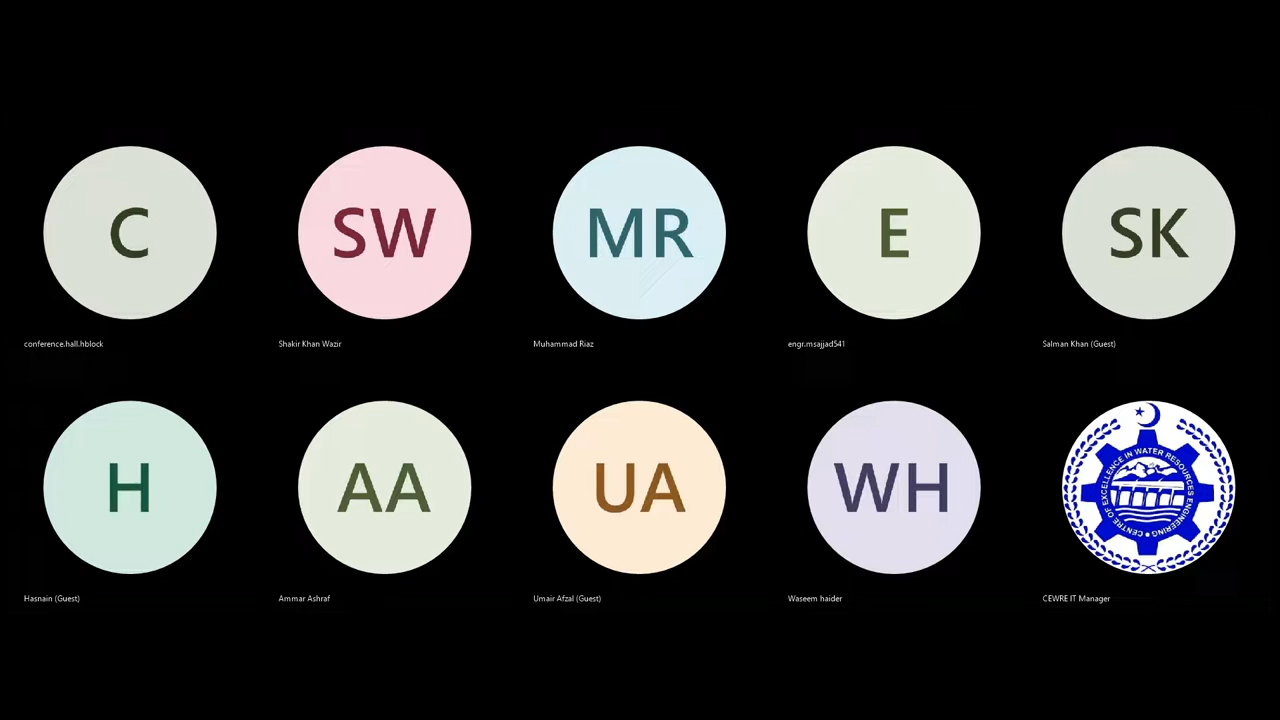 C
SW
MR
E
SK
conference.hall.hblock
Shakir Khan Wazir
Muhammad Riaz
engr.msajjad541
Salman Khan (Guest)
H
AA
UA
WH
CENTRE OF EXCELLENCE IN WATER RESOURCES ENGINEERING
Hasnain (Guest)
Ammar Ashraf
Umair Afzal (Guest)
Waseem haider
CEWRE IT Manager